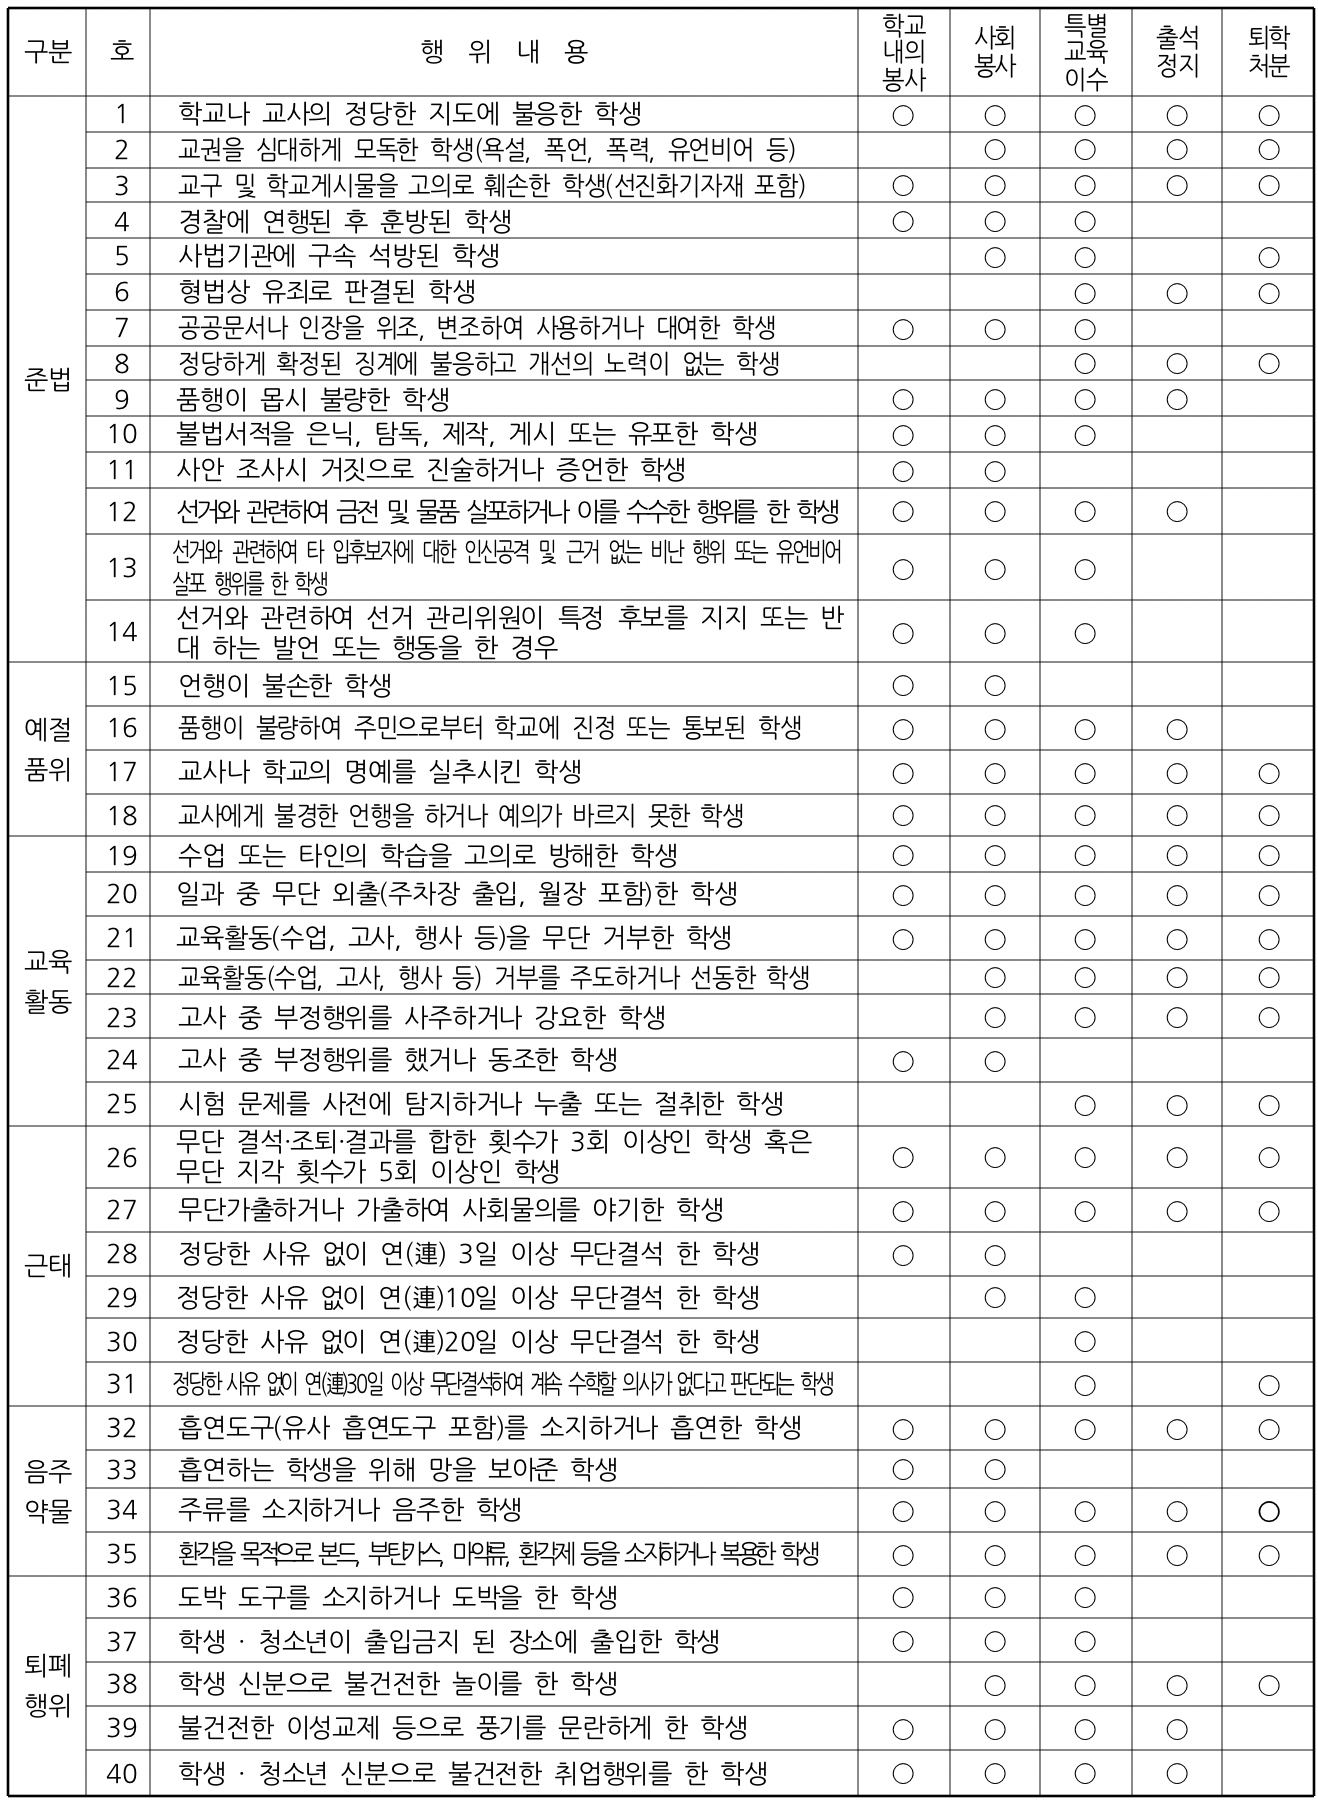 구분 호 행 위 내 용 학교 내의 봉사 사회 봉사 특별 교육 이수 출석 정지 퇴학 처분
준법
1 학교나 교사의 정당한 지도에 불응한 학생 ○ ○ ○ ○ ○
2 교권을 심대하게 모독한 학생(욕설, 폭언, 폭력, 유언비어 등) ○ ○ ○ ○
3 교구 및 학교게시물을 고의로 훼손한 학생(선진화기자재 포함) ○ ○ ○ ○ ○
4 경찰에 연행된 후 훈방된 학생 ○ ○ ○
5 사법기관에 구속 석방된 학생 ○ ○ ○
6 형법상 유죄로 판결된 학생 ○ ○ ○
7 공공문서나 인장을 위조, 변조하여 사용하거나 대여한 학생 ○ ○ ○
8 정당하게 확정된 징계에 불응하고 개선의 노력이 없는 학생 ○ ○ ○
9 품행이 몹시 불량한 학생 ○ ○ ○ ○
10 불법서적을 은닉, 탐독, 제작, 게시 또는 유포한 학생 ○ ○ ○
11 사안 조사시 거짓으로 진술하거나 증언한 학생 ○ ○
12 선거와 관련하여 금전 및 물품 살포하거나 이를 수수한 행위를 한 학생 ○ ○ ○ ○
13 선거와 관련하여 타 입후보자에 대한 인신공격 및 근거 없는 비난 행위 또는 유언비어
살포 행위를 한 학생 ○ ○ ○
14 선거와 관련하여 선거 관리위원이 특정 후보를 지지 또는 반
대 하는 발언 또는 행동을 한 경우 ○ ○ ○
예절
품위
15 언행이 불손한 학생 ○ ○
16 품행이 불량하여 주민으로부터 학교에 진정 또는 통보된 학생 ○ ○ ○ ○
17 교사나 학교의 명예를 실추시킨 학생 ○ ○ ○ ○ ○
18 교사에게 불경한 언행을 하거나 예의가 바르지 못한 학생 ○ ○ ○ ○ ○
교육
활동
19 수업 또는 타인의 학습을 고의로 방해한 학생 ○ ○ ○ ○ ○
20 일과 중 무단 외출(주차장 출입, 월장 포함)한 학생 ○ ○ ○ ○ ○
21 교육활동(수업, 고사, 행사 등)을 무단 거부한 학생 ○ ○ ○ ○ ○
22 교육활동(수업, 고사, 행사 등) 거부를 주도하거나 선동한 학생 ○ ○ ○ ○
23 고사 중 부정행위를 사주하거나 강요한 학생 ○ ○ ○ ○
24 고사 중 부정행위를 했거나 동조한 학생 ○ ○
25 시험 문제를 사전에 탐지하거나 누출 또는 절취한 학생 ○ ○ ○
근태
26 무단 결석·조퇴·결과를 합한 횟수가 3회 이상인 학생 혹은
무단 지각 횟수가 5회 이상인 학생 ○ ○ ○ ○ ○
27 무단가출하거나 가출하여 사회물의를 야기한 학생 ○ ○ ○ ○ ○
28 정당한 사유 없이 연(連) 3일 이상 무단결석 한 학생 ○ ○
29 정당한 사유 없이 연(連)10일 이상 무단결석 한 학생 ○ ○
30 정당한 사유 없이 연(連)20일 이상 무단결석 한 학생 ○
31 정당한 사유 없이 연(連)30일 이상 무단결석하여 계속 수학할 의사가 없다고 판단되는 학생 ○ ○
음주
약물
32 흡연도구(유사 흡연도구 포함)를 소지하거나 흡연한 학생 ○ ○ ○ ○ ○
33 흡연하는 학생을 위해 망을 보아준 학생 ○ ○
34 주류를 소지하거나 음주한 학생 ○ ○ ○ ○ ○
35 환각을 목적으로 본드, 부탄가스, 마약류, 환각제 등을 소지하거나 복용한 학생 ○ ○ ○ ○ ○
퇴폐
행위
36 도박 도구를 소지하거나 도박을 한 학생 ○ ○ ○
37 학생 · 청소년이 출입금지 된 장소에 출입한 학생 ○ ○ ○
38 학생 신분으로 불건전한 놀이를 한 학생 ○ ○ ○ ○
39 불건전한 이성교제 등으로 풍기를 문란하게 한 학생 ○ ○ ○ ○
40 학생 · 청소년 신분으로 불건전한 취업행위를 한 학생 ○ ○ ○ ○